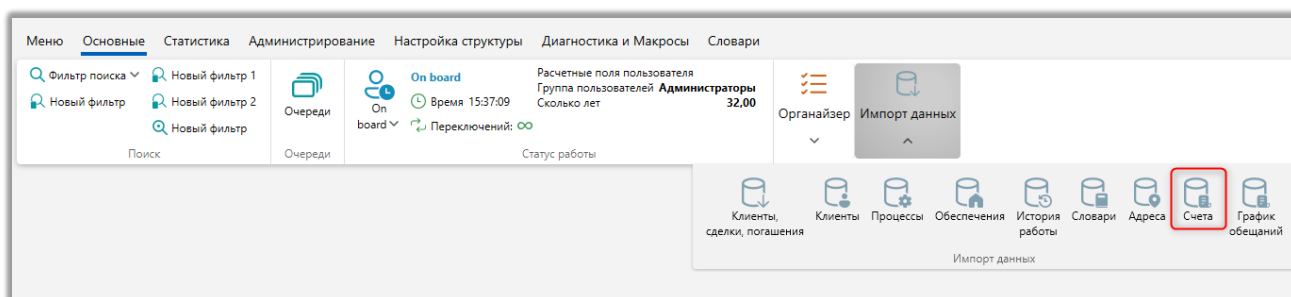 Меню Основные Статистика Администрирование Настройка структуры Диагностика и Макросы Словари
Фильтр поиска
Новый фильтр
Новый фильтр 1
Новый фильтр 2
Новый фильтр
Поиск
Очереди
Очереди
On
board
On board
Время 15:37:09
Переключений: ∞
Расчетные поля пользователя
Группа пользователей Администраторы
Сколько лет 32,00
Статус работы
Органайзер
Импорт данных
Клиенты,
сделки, погашения
Клиенты
Процессы
Обеспечения
История
работы
Словари
Адреса
Счета
График
обещаний
Импорт данных